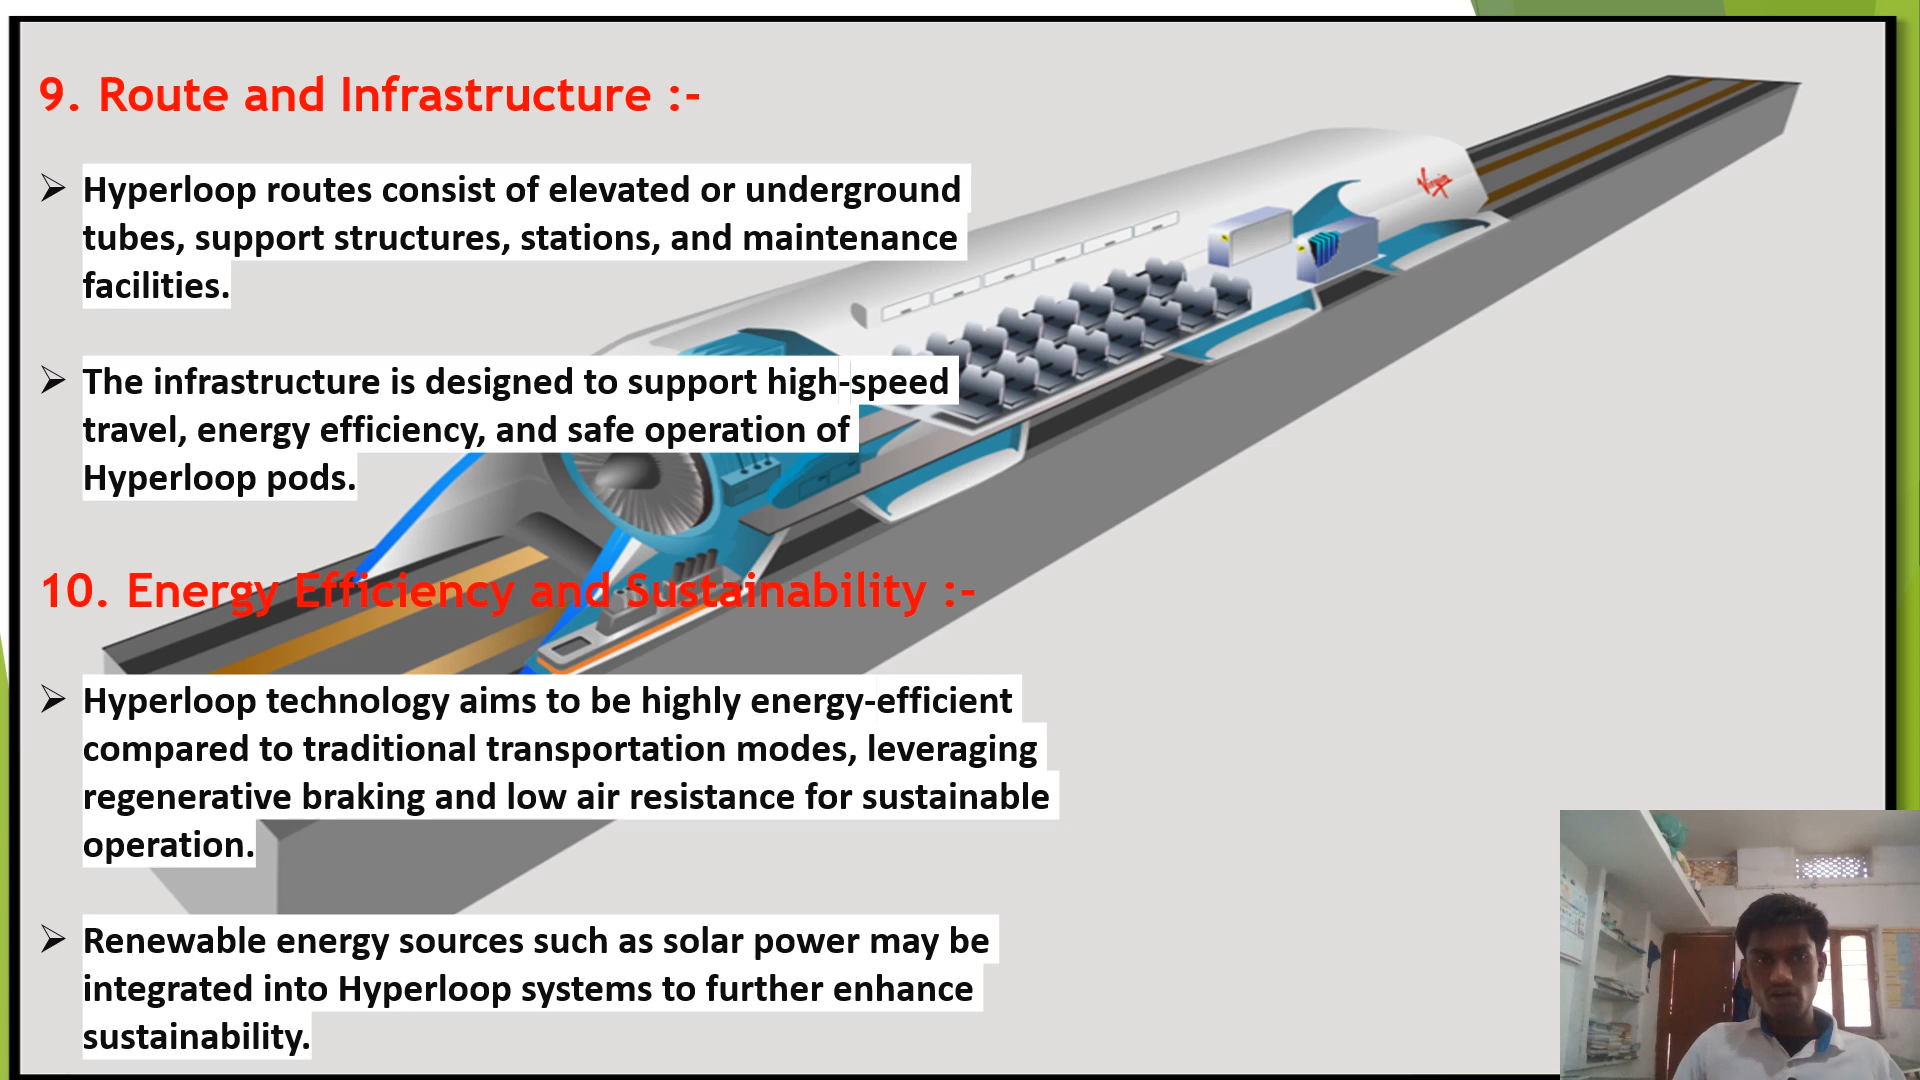 9. Route and Infrastructure :-
➢ Hyperloop routes consist of elevated or underground
tubes, support structures, stations, and maintenance
facilities.
➢ The infrastructure is designed to support high-speed
travel, energy efficiency, and safe operation of
Hyperloop pods.
10. Energy Efficiency and Sustainability :-
➢ Hyperloop technology aims to be highly energy-efficient
compared to traditional transportation modes, leveraging
regenerative braking and low air resistance for sustainable
operation.
➢ Renewable energy sources such as solar power may be
integrated into Hyperloop systems to further enhance
sustainability.
Virgin